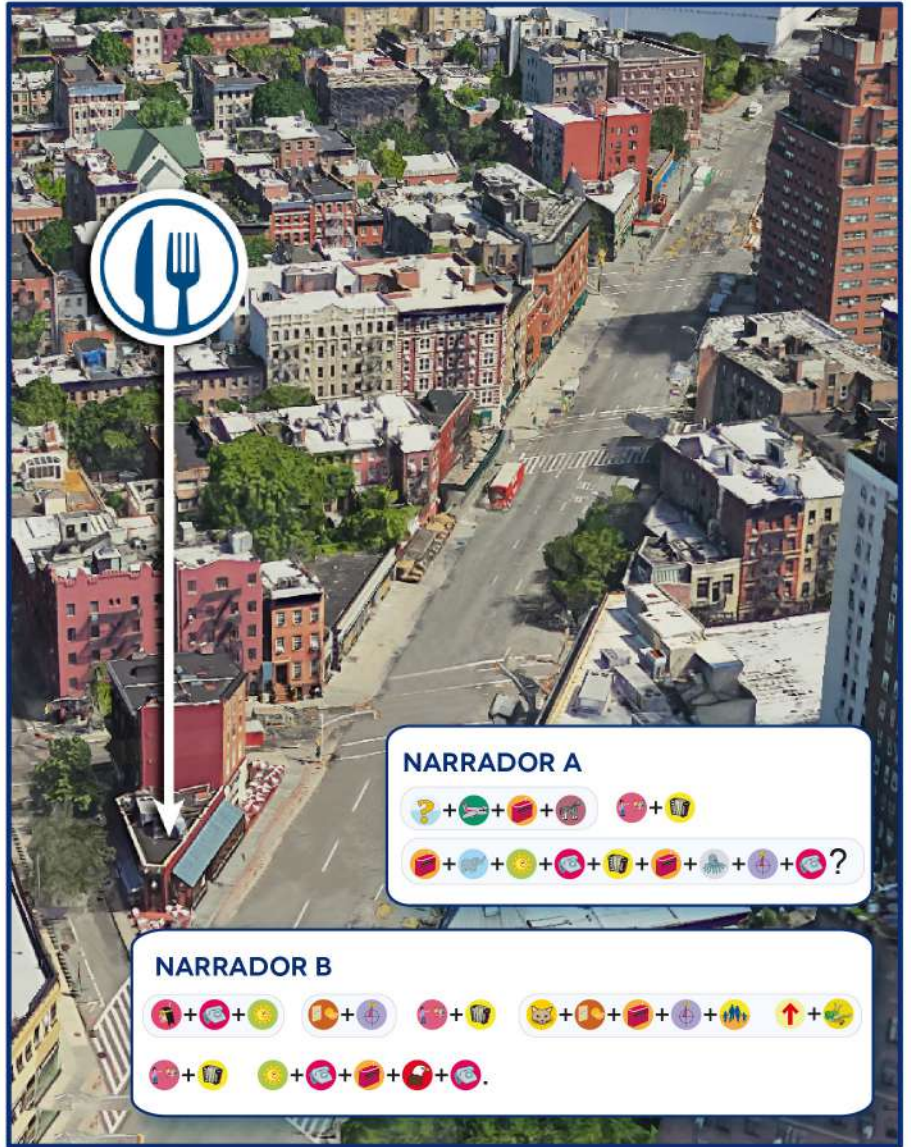 NARRADOR A
+ + + +
+ + + + + + + + ?
NARRADOR B
+ + + + + + + + +
+ + + + + .